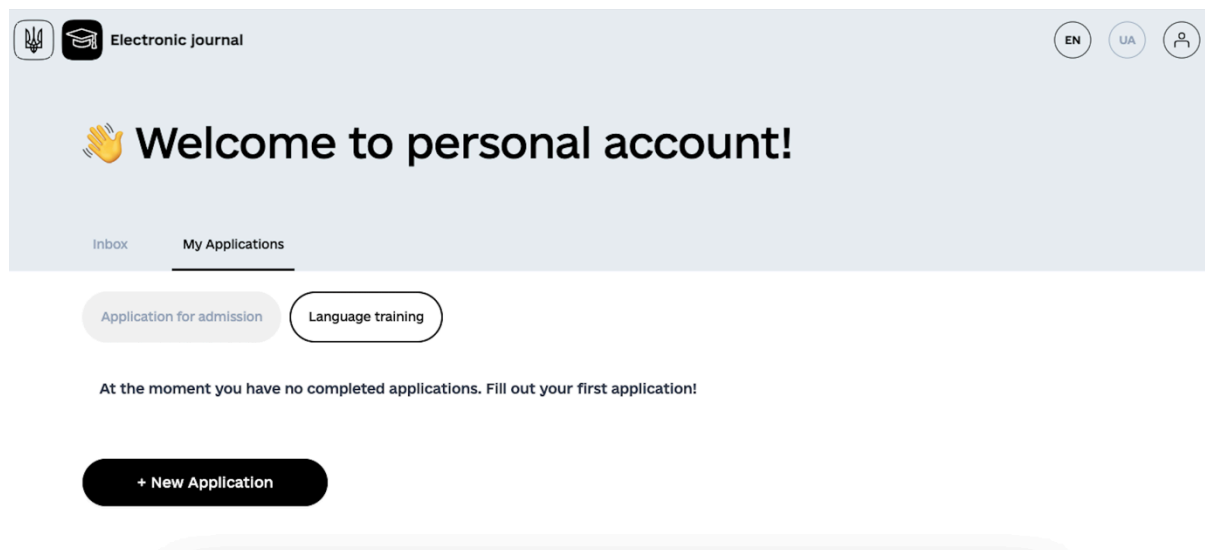 Electronic journal
EN
UA
👋 Welcome to personal account!
Inbox
My Applications
Application for admission
Language training
At the moment you have no completed applications. Fill out your first application!
+ New Application